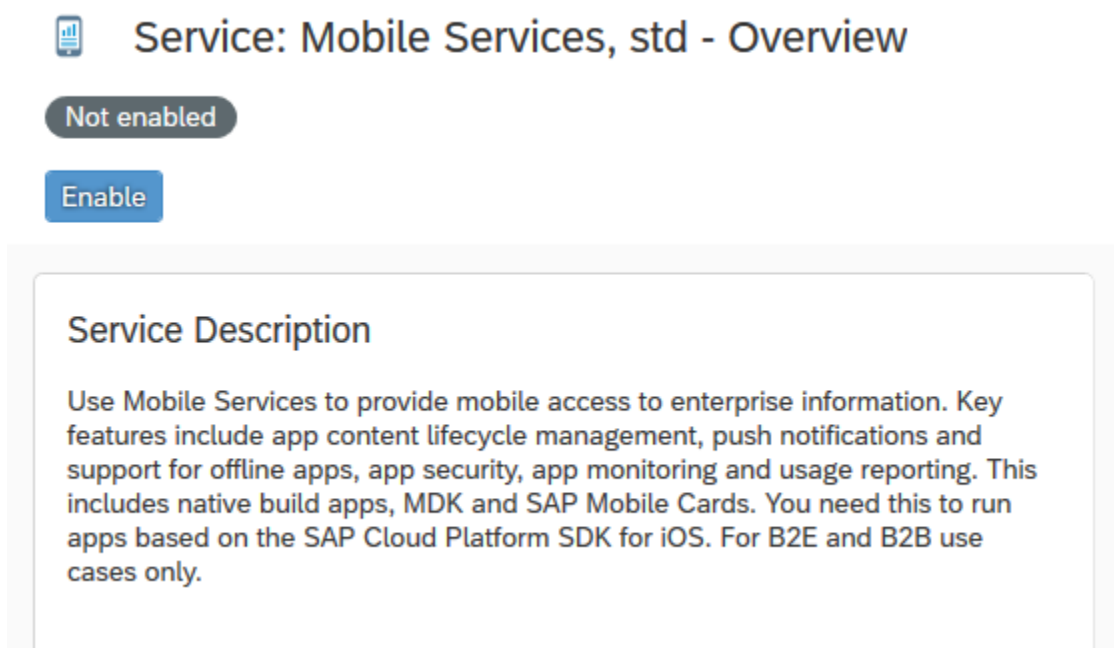 Service: Mobile Services, std - Overview
Not enabled
Enable
Service Description
Use Mobile Services to provide mobile access to enterprise information. Key
features include app content lifecycle management, push notifications and
support for offline apps, app security, app monitoring and usage reporting. This
includes native build apps, MDK and SAP Mobile Cards. You need this to run
apps based on the SAP Cloud Platform SDK for iOS. For B2E and B2B use
cases only.